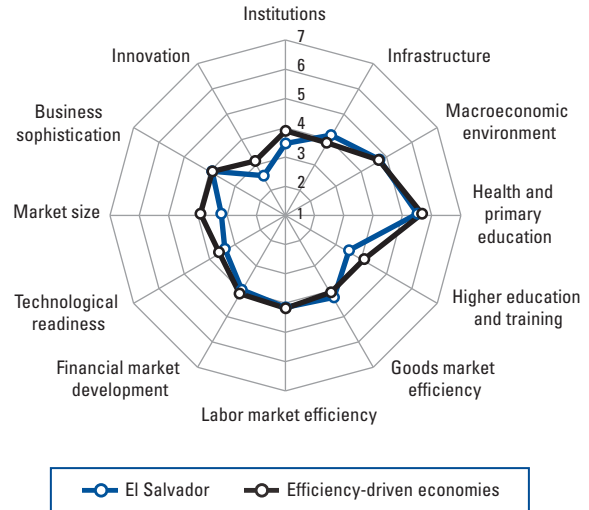 Institutions
7
Innovation
6
Infrastructure
5
Business
sophistication
4
Macroeconomic
environment
3
2
Market size
1
Health and
primary
education
Technological
readiness
Higher education
and training
Financial market
development
Goods market
efficiency
Labor market efficiency
El Salvador
Efficiency-driven economies